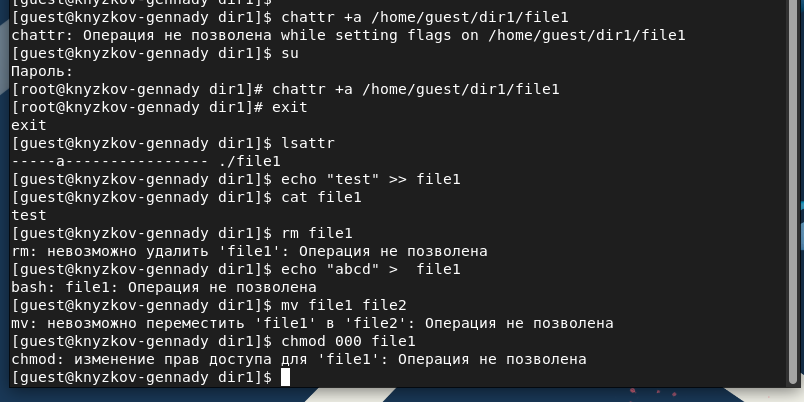 [guest@knyzkov-gennady dir1]$
[guest@knyzkov-gennady dir1]$ chattr +a /home/guest/dir1/file1
chattr: Операция не позволена while setting flags on /home/guest/dir1/file1
[guest@knyzkov-gennady dir1]$ su
Пароль:
[root@knyzkov-gennady dir1]# chattr +a /home/guest/dir1/file1
[root@knyzkov-gennady dir1]# exit
exit
[guest@knyzkov-gennady dir1]$ lsattr
-----a---------------- ./file1
[guest@knyzkov-gennady dir1]$ echo "test" >> file1
[guest@knyzkov-gennady dir1]$ cat file1
test
[guest@knyzkov-gennady dir1]$ rm file1
rm: невозможно удалить 'file1': Операция не позволена
[guest@knyzkov-gennady dir1]$ echo "abcd" >  file1
bash: file1: Операция не позволена
[guest@knyzkov-gennady dir1]$ mv file1 file2
mv: невозможно переместить 'file1' в 'file2': Операция не позволена
[guest@knyzkov-gennady dir1]$ chmod 000 file1
chmod: изменение прав доступа для 'file1': Операция не позволена
[guest@knyzkov-gennady dir1]$